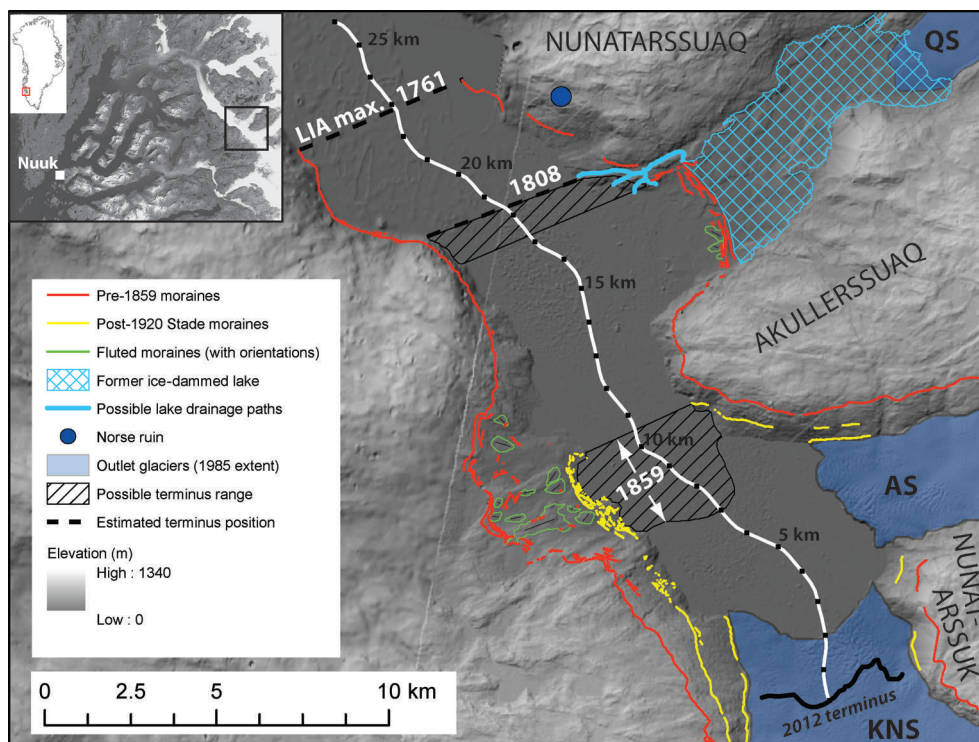 25 km
NUNATARSSUAQ
QS
LIA max. 1761
Nuuk
20 km
1808
15 km
AKULLERSSUAQ
Pre-1859 moraines
Post-1920 Stade moraines
Fluted moraines (with orientations)
Former ice-dammed lake
Possible lake drainage paths
Norse ruin
Outlet glaciers (1985 extent)
Possible terminus range
Estimated terminus position
Elevation (m)
High : 1340
Low : 0
10 km
1859
AS
5 km
NUNAT-
ARSSUK
0 2.5 5 10 km
2012 terminus
KNS